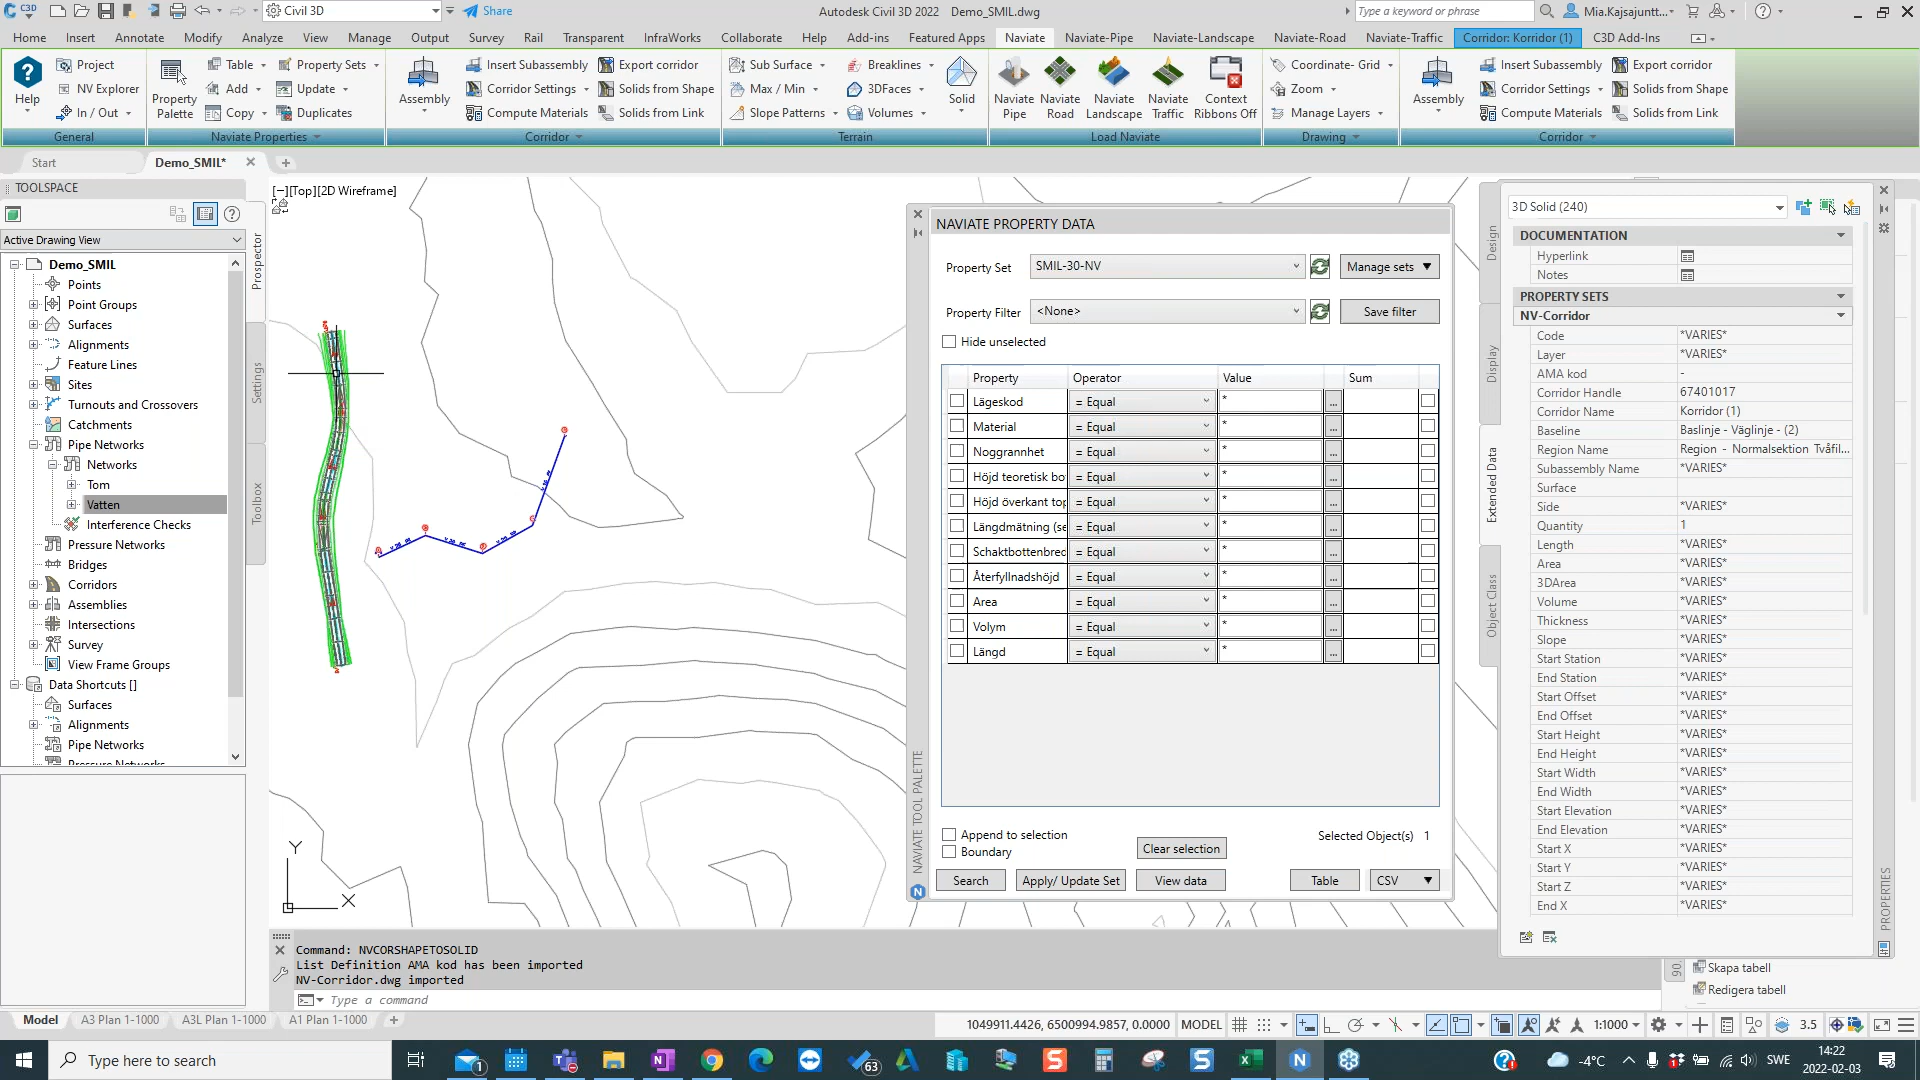 C3D
Civil 3D
Share
Autodesk Civil 3D 2022 Demo_SMIL.dwg
Type a keyword or phrase
Mia.Kajsajuntt...
Home Insert Annotate Modify Analyze View Manage Output Survey Rail Transparent InfraWorks Collaborate Help Add-ins Featured Apps Naviate Naviate-Pipe Naviate-Landscape Naviate-Road Naviate-Traffic Corridor: Korridor (1) C3D Add-Ins
Help
Project
NV Explorer
In / Out
General
Property Palette
Table
Add
Copy
Property Sets
Update
Duplicates
Naviate Properties
Assembly
Insert Subassembly
Corridor Settings
Compute Materials
Export corridor
Solids from Shape
Solids from Link
Corridor
Sub Surface
Max / Min
Slope Patterns
Breaklines
3DFaces
Volumes
Solid
Terrain
Naviate Pipe
Naviate Road
Naviate Landscape
Naviate Traffic
Context Ribbons Off
Load Naviate
Coordinate- Grid
Zoom
Manage Layers
Drawing
Assembly
Insert Subassembly
Corridor Settings
Compute Materials
Export corridor
Solids from Shape
Solids from Link
Corridor
Start
Demo_SMIL*
TOOLSPACE
Active Drawing View
Demo_SMIL
Points
Point Groups
Surfaces
Alignments
Feature Lines
Sites
Turnouts and Crossovers
Catchments
Pipe Networks
Networks
Tom
Vatten
Interference Checks
Pressure Networks
Bridges
Corridors
Assemblies
Intersections
Survey
View Frame Groups
Data Shortcuts []
Surfaces
Alignments
Pipe Networks
Pressure Networks
Prospector
Settings
Toolbox
[−][Top][2D Wireframe]
Y
X
NAVIATE PROPERTY DATA
Property Set SMIL-30-NV Manage sets ▼
Property Filter <None> Save filter
Hide unselected
Property Operator Value Sum
Lägeskod = Equal * ...
Material = Equal * ...
Noggrannhet = Equal * ...
Höjd teoretisk bo = Equal * ...
Höjd överkant top = Equal * ...
Längdmätning (se = Equal * ...
Schaktbottenbred = Equal * ...
Återfyllnadshöjd = Equal * ...
Area = Equal * ...
Volym = Equal * ...
Längd = Equal * ...
Append to selection
Boundary
Clear selection
Selected Object(s) 1
Search Apply/ Update Set View data Table CSV ▼
NAVIATE TOOL PALETTE
N
3D Solid (240)
DOCUMENTATION
Hyperlink
Notes
PROPERTY SETS
NV-Corridor
Code *VARIES*
Layer *VARIES*
AMA kod -
Corridor Handle 67401017
Corridor Name Korridor (1)
Baseline Baslinje - Väglinje - (2)
Region Name Region - Normalsektion Tvåfil...
Subassembly Name *VARIES*
Surface
Side *VARIES*
Quantity 1
Length *VARIES*
Area *VARIES*
3DArea *VARIES*
Volume *VARIES*
Thickness *VARIES*
Slope *VARIES*
Start Station *VARIES*
End Station *VARIES*
Start Offset *VARIES*
End Offset *VARIES*
Start Height *VARIES*
End Height *VARIES*
Start Width *VARIES*
End Width *VARIES*
Start Elevation *VARIES*
End Elevation *VARIES*
Start X *VARIES*
Start Y *VARIES*
Start Z *VARIES*
End X *VARIES*
Design
Display
Extended Data
Object Class
PROPERTIES
Skapa tabell
Redigera tabell
Command: NVCORSHAPETOSOLID
List Definition AMA kod has been imported
NV-Corridor.dwg imported
Type a command
Model A3 Plan 1-1000 A3L Plan 1-1000 A1 Plan 1-1000 +
1049911.4426, 6500994.9857, 0.0000 MODEL 1:1000 3.5
Type here to search
1
63
-4°C
SWE
14:22
2022-02-03